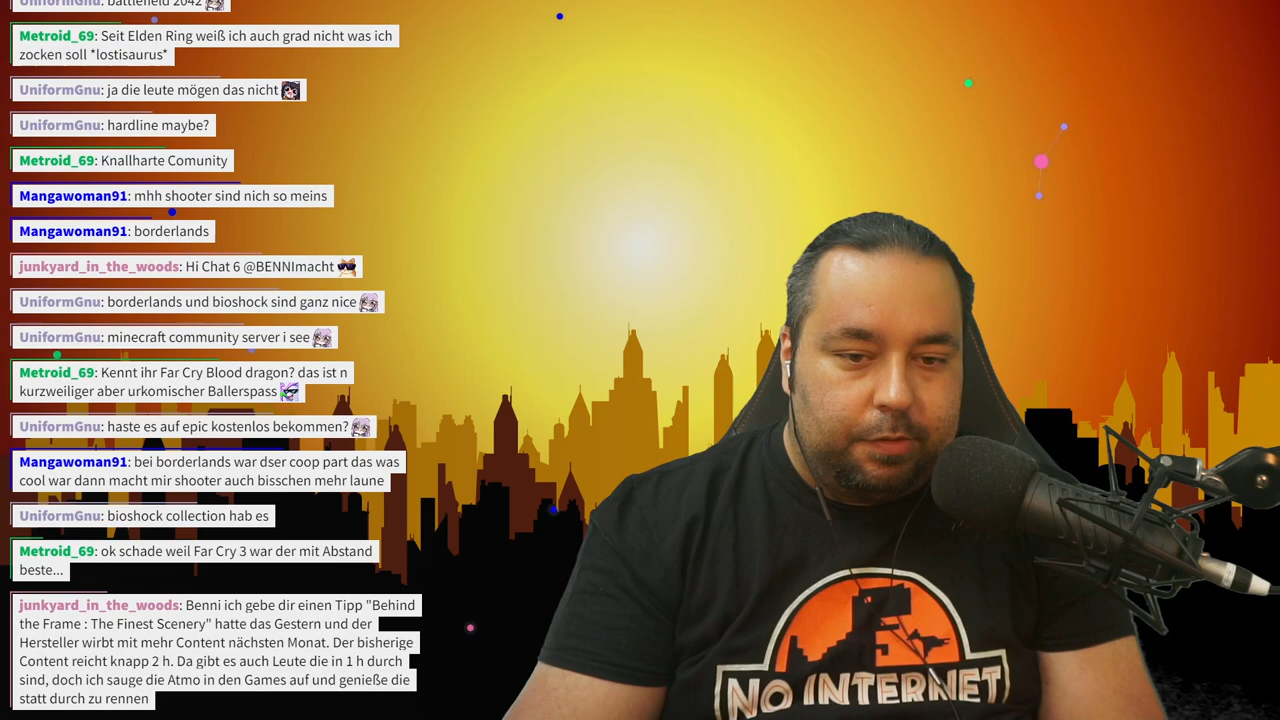 UniformGnu: battlefield 2042
Metroid_69: Seit Elden Ring weiß ich auch grad nicht was ich
zocken soll *lostisaurus*
UniformGnu: ja die leute mögen das nicht
UniformGnu: hardline maybe?
Metroid_69: Knallharte Comunity
Mangawoman91: mhh shooter sind nich so meins
Mangawoman91: borderlands
junkyard_in_the_woods: Hi Chat 6 @BENNImacht
UniformGnu: borderlands und bioshock sind ganz nice
UniformGnu: minecraft community server i see
Metroid_69: Kennt ihr Far Cry Blood dragon? das ist n
kurzweiliger aber urkomischer Ballerspass
UniformGnu: haste es auf epic kostenlos bekommen?
Mangawoman91: bei borderlands war dser coop part das was
cool war dann macht mir shooter auch bisschen mehr laune
UniformGnu: bioshock collection hab es
Metroid_69: ok schade weil Far Cry 3 war der mit Abstand
beste...
junkyard_in_the_woods: Benni ich gebe dir einen Tipp "Behind
the Frame : The Finest Scenery" hatte das Gestern und der
Hersteller wirbt mit mehr Content nächsten Monat. Der bisherige
Content reicht knapp 2 h. Da gibt es auch Leute die in 1 h durch
sind, doch ich sauge die Atmo in den Games auf und genieße die
statt durch zu rennen
NO INTERNET